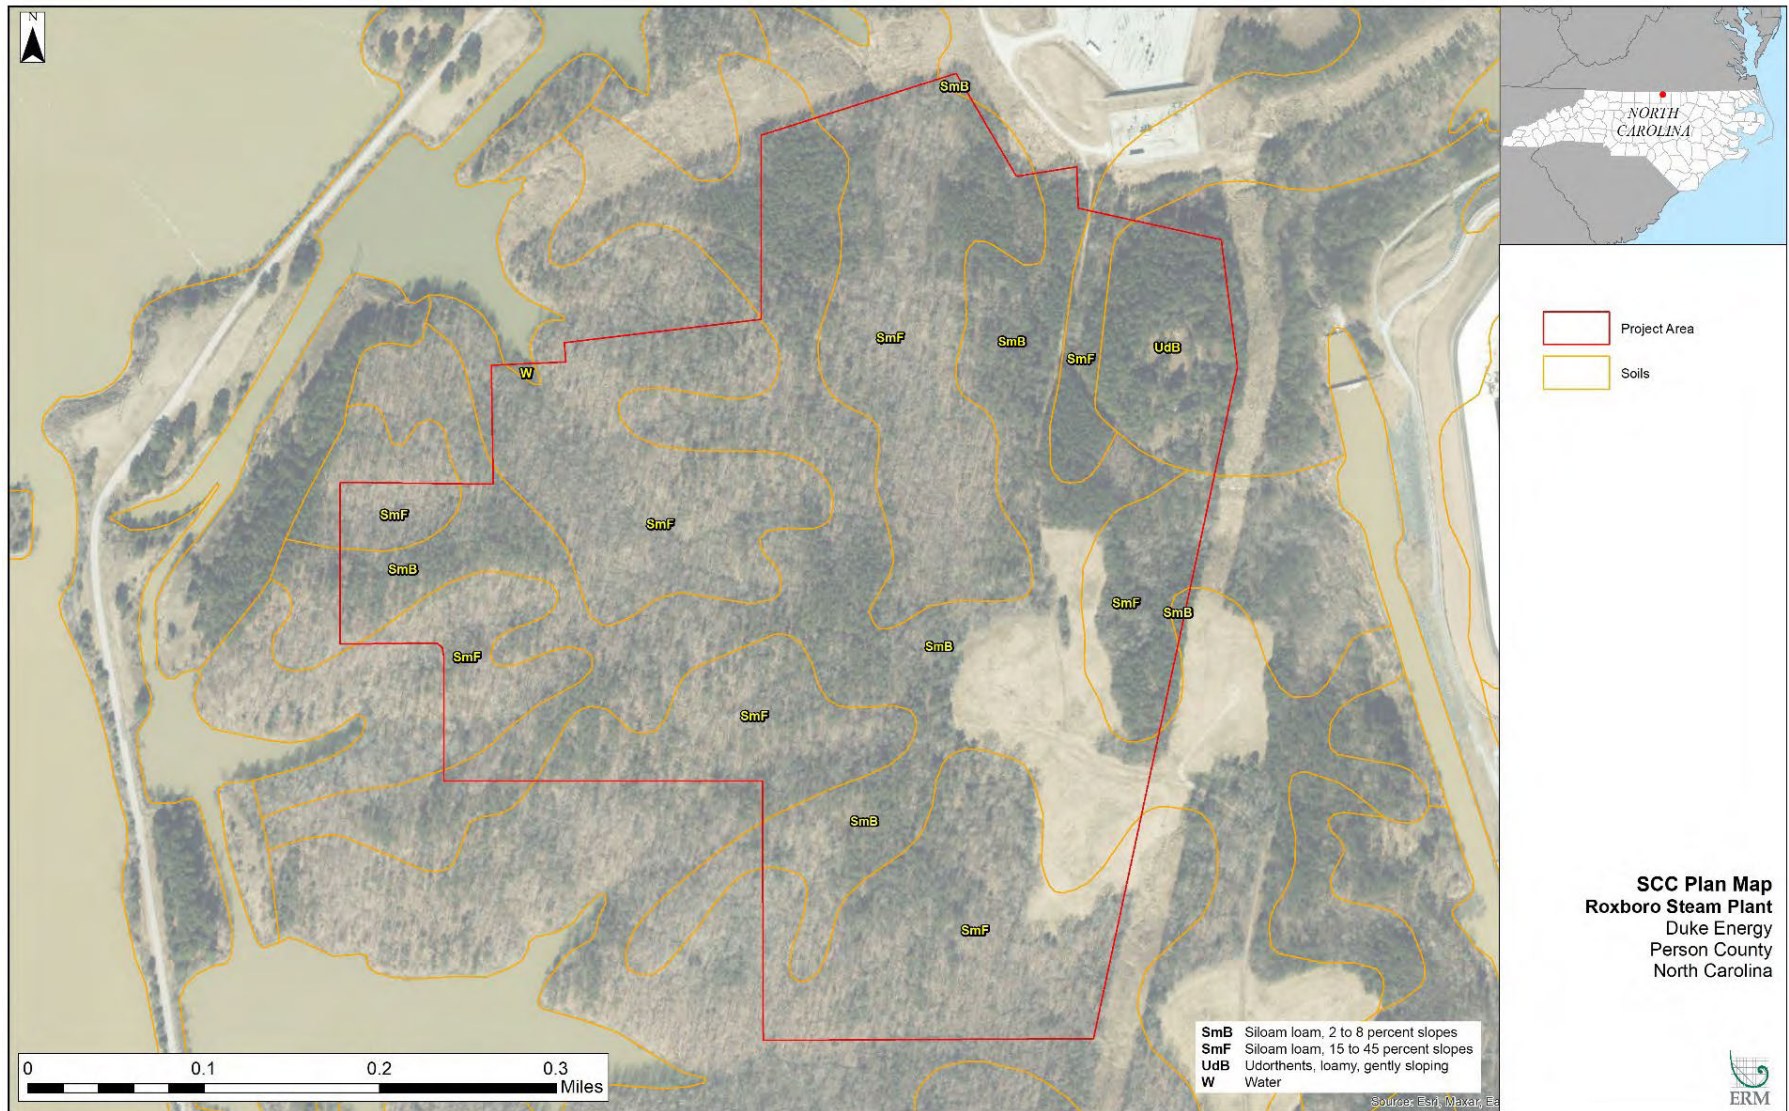 N
SmB
SmF
SmB
SmF
UdB
W
SmF
SmF
SmB
SmF
SmB
SmB
SmF
SmF
SmB
SmF
0
0.1
0.2
0.3
Miles
SmB Siloam loam, 2 to 8 percent slopes
SmF Siloam loam, 15 to 45 percent slopes
UdB Udorthents, loamy, gently sloping
W Water
Source: Esri, Maxar, Ea
NORTH
CAROLINA
Project Area
Soils
SCC Plan Map
Roxboro Steam Plant
Duke Energy
Person County
North Carolina
ERM